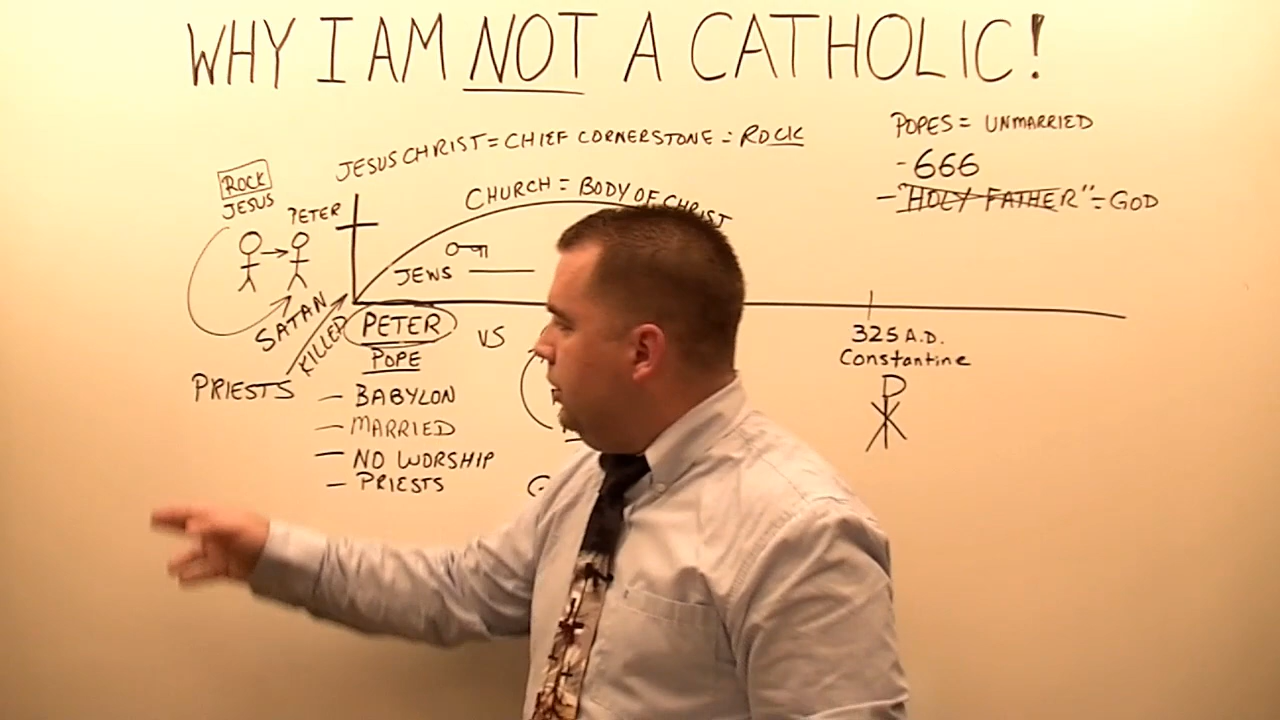 WHY I AM NOT A CATHOLIC!
JESUS CHRIST = CHIEF CORNERSTONE = ROCK
POPES = UNMARRIED
- 666
- "HOLY FATHER" = GOD
CHURCH = BODY OF CHRIST
ROCK
JESUS
PETER
JEWS
SATAN
KILLED
PRIESTS
PETER
VS
POPE
- BABYLON
- MARRIED
- NO WORSHIP
- PRIESTS
325 A.D.
Constantine